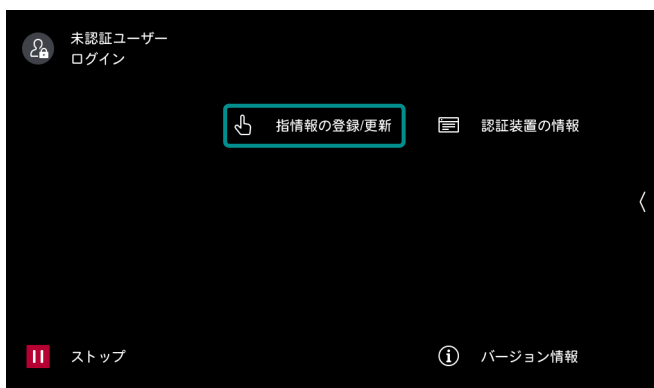 未認証ユーザー
ログイン
指情報の登録/更新
認証装置の情報
ストップ
バージョン情報